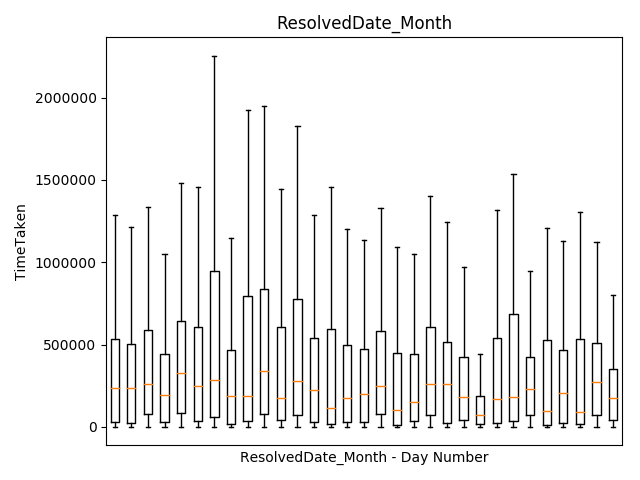 ResolvedDate_Month
2000000
1500000
1000000
500000
0
TimeTaken
ResolvedDate_Month - Day Number